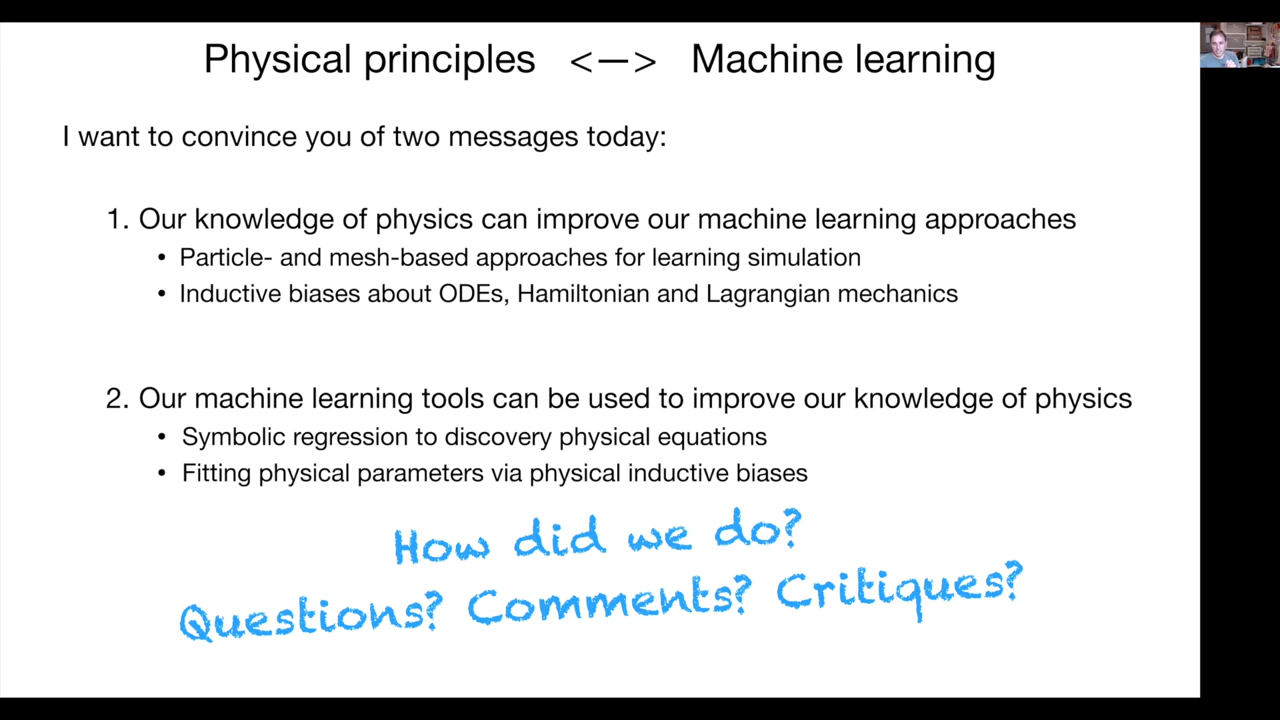 Physical principles <—> Machine learning
I want to convince you of two messages today:
1. Our knowledge of physics can improve our machine learning approaches
• Particle- and mesh-based approaches for learning simulation
• Inductive biases about ODEs, Hamiltonian and Lagrangian mechanics
2. Our machine learning tools can be used to improve our knowledge of physics
• Symbolic regression to discovery physical equations
• Fitting physical parameters via physical inductive biases
How did we do?
Questions? Comments? Critiques?